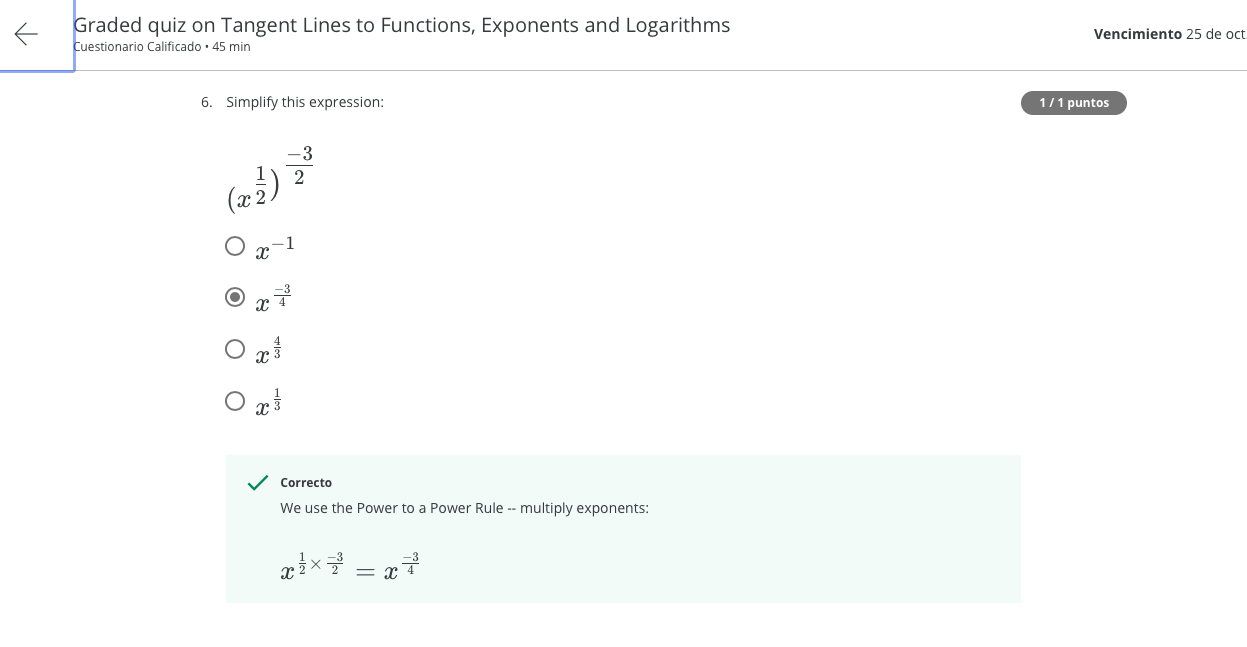 Graded quiz on Tangent Lines to Functions, Exponents and Logarithms
Cuestionario Calificado • 45 min
Vencimiento 25 de oct
6. Simplify this expression:
1 / 1 puntos
(x^{\frac{1}{2}})^{\frac{-3}{2}}
x^{-1}
x^{\frac{-3}{4}}
x^{\frac{4}{3}}
x^{\frac{1}{3}}
Correcto
We use the Power to a Power Rule -- multiply exponents:
x^{\frac{1}{2} \times \frac{-3}{2}} = x^{\frac{-3}{4}}